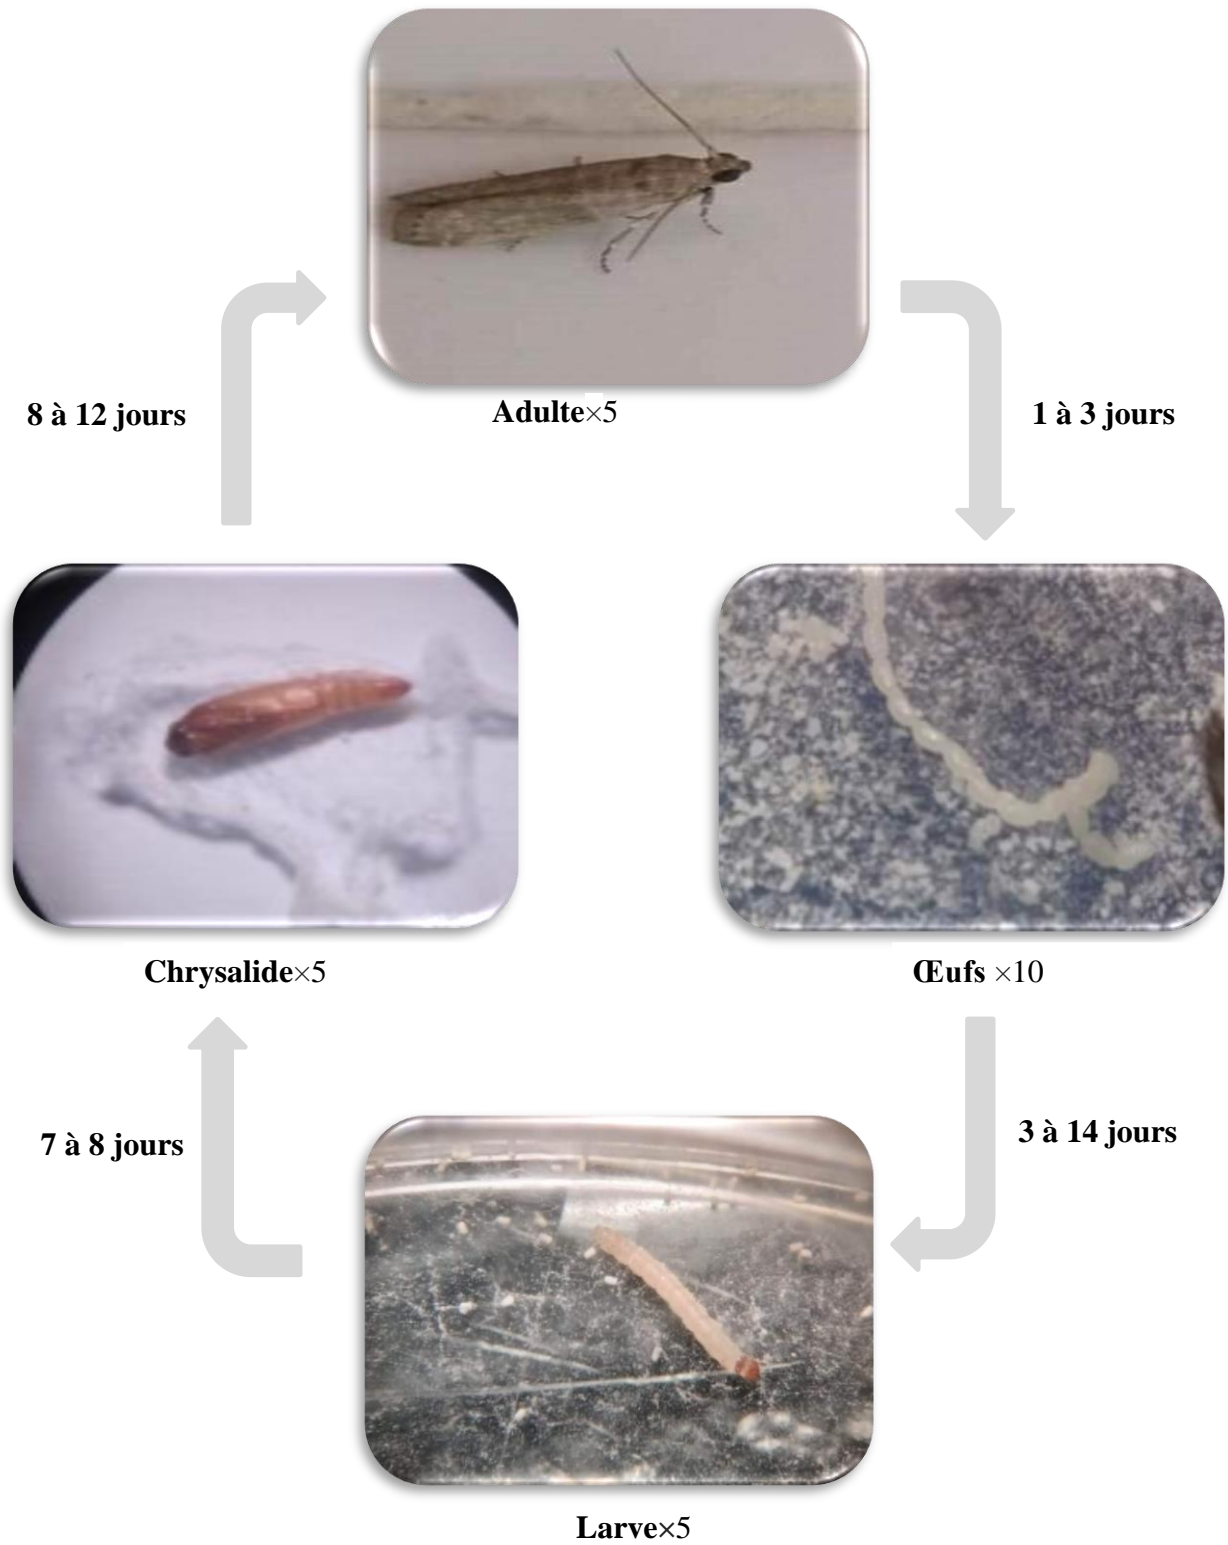 Adulte×5
8 à 12 jours
1 à 3 jours
Chrysalide×5
Œufs ×10
7 à 8 jours
3 à 14 jours
Larve×5